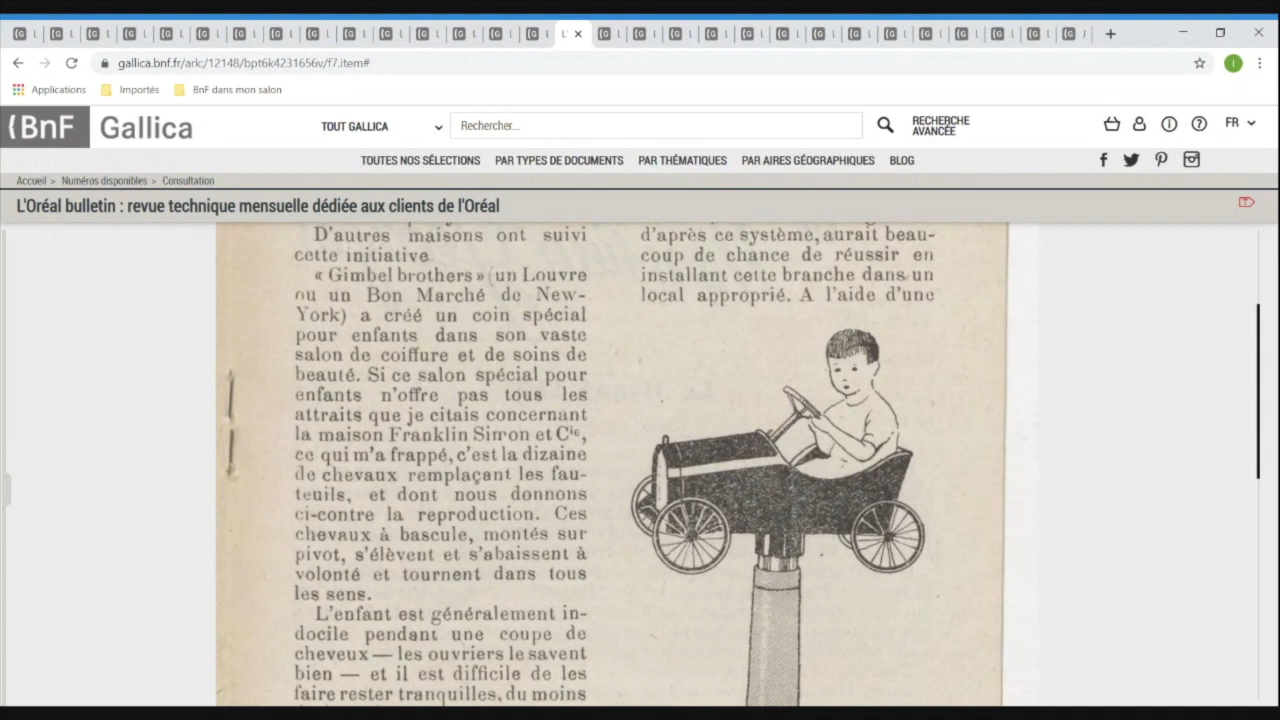 gallica.bnf.fr/ark:/12148/bpt6k4231656v/f7.item#
Applications
Importés
BnF dans mon salon
{BnF Gallica
TOUT GALLICA
Rechercher...
RECHERCHE
AVANCÉE
FR
TOUTES NOS SÉLECTIONS
PAR TYPES DE DOCUMENTS
PAR THÉMATIQUES
PAR AIRES GÉOGRAPHIQUES
BLOG
Accueil > Numéros disponibles > Consultation
L'Oréal bulletin : revue technique mensuelle dédiée aux clients de l'Oréal
D'autres maisons ont suivi
cette initiative
« Gimbel brothers » (un Louvre
ou un Bon Marché de New-
York) a créé un coin spécial
pour enfants dans son vaste
salon de coiffure et de soins de
beauté. Si ce salon spécial pour
enfants n'offre pas tous les
attraits que je citais concernant
la maison Franklin Simon et Cie,
ce qui m'a frappé, c'est la dizaine
de chevaux remplaçant les fau-
teuils, et dont nous donnons
ci-contre la reproduction. Ces
chevaux à bascule, montés sur
pivot, s'élèvent et s'abaissent à
volonté et tournent dans tous
les sens.
L'enfant est généralement in-
docile pendant une coupe de
cheveux — les ouvriers le savent
bien — et il est difficile de les
faire rester tranquilles, du moins
d'après ce système, aurait beau-
coup de chance de réussir en
installant cette branche dans un
local approprié. A l'aide d'une